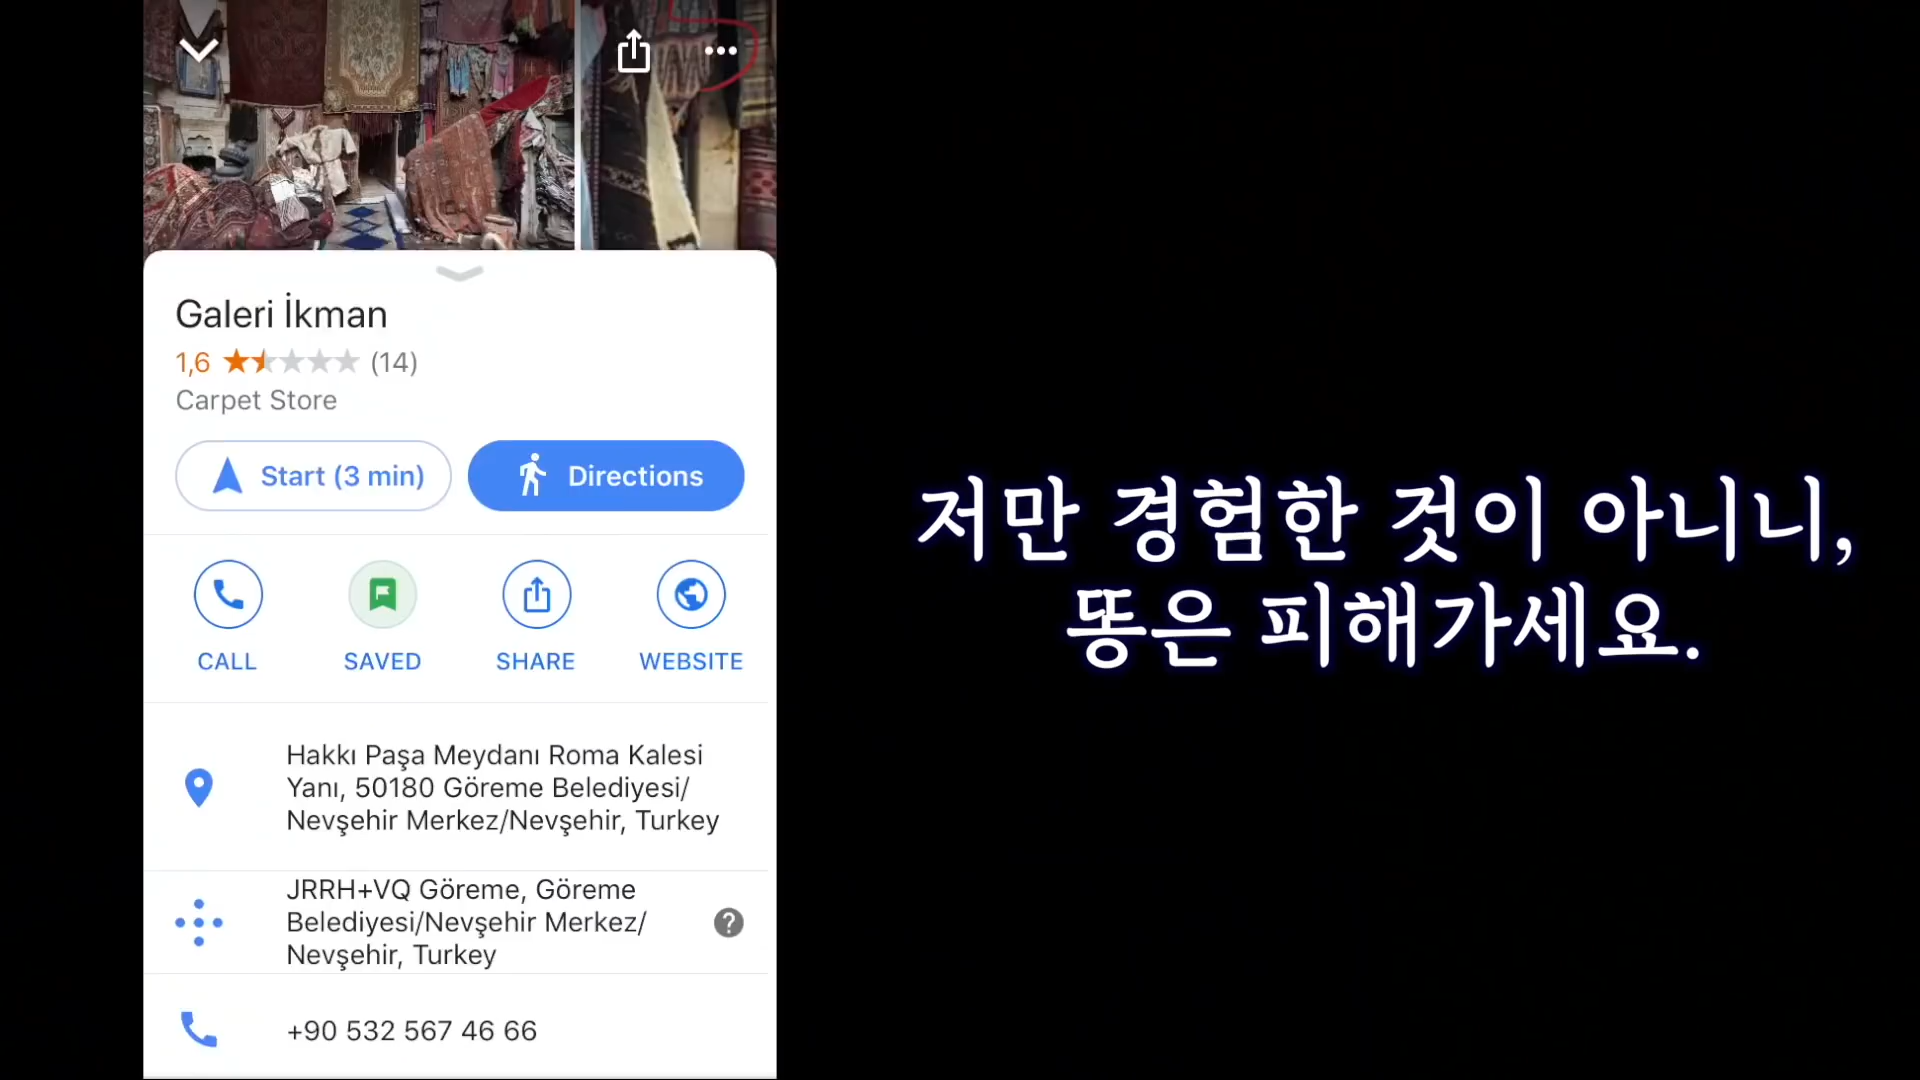 Galeri İkman
1,6 (14)
Carpet Store
Start (3 min)
Directions
CALL
SAVED
SHARE
WEBSITE
Hakkı Paşa Meydanı Roma Kalesi
Yanı, 50180 Göreme Belediyesi/
Nevşehir Merkez/Nevşehir, Turkey
JRRH+VQ Göreme, Göreme
Belediyesi/Nevşehir Merkez/
Nevşehir, Turkey
+90 532 567 46 66
저만 경험한 것이 아니니,
똥은 피해가세요.